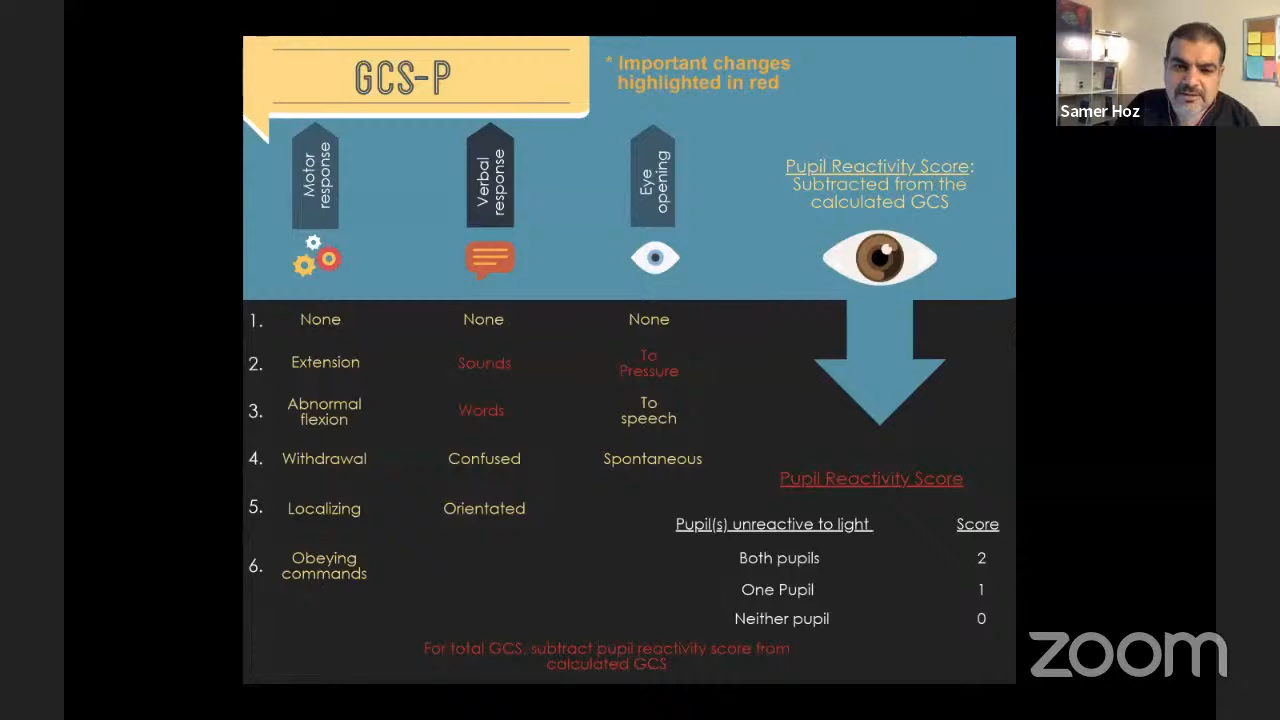 GCS-P
* Important changes
highlighted in red
Motor
response
Verbal
response
Eye
opening
Pupil Reactivity Score:
Subtracted from the
calculated GCS
1. None None None
2. Extension Sounds To
Pressure
3. Abnormal
flexion Words To
speech
4. Withdrawal Confused Spontaneous
5. Localizing Orientated
6. Obeying
commands
Pupil Reactivity Score
Pupil(s) unreactive to light Score
Both pupils 2
One Pupil 1
Neither pupil 0
For total GCS, subtract pupil reactivity score from
calculated GCS
Samer Hoz
zoom